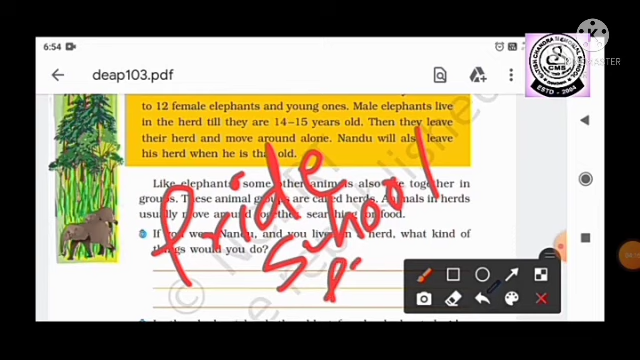 6:54
deap103.pdf
to 12 female elephants and young ones. Male elephants live
in the herd till they are 14–15 years old. Then they leave
their herd and move around alone. Nandu will also leave
his herd when he is that old.
Like elephants, some other animals also live together in
groups. These animal groups are called herds. Animals in herds
usually move around together, searching for food.
If you were Nandu, and you lived in a herd, what kind of
things would you do?
Pride
School
CMS
ESTD - 2004